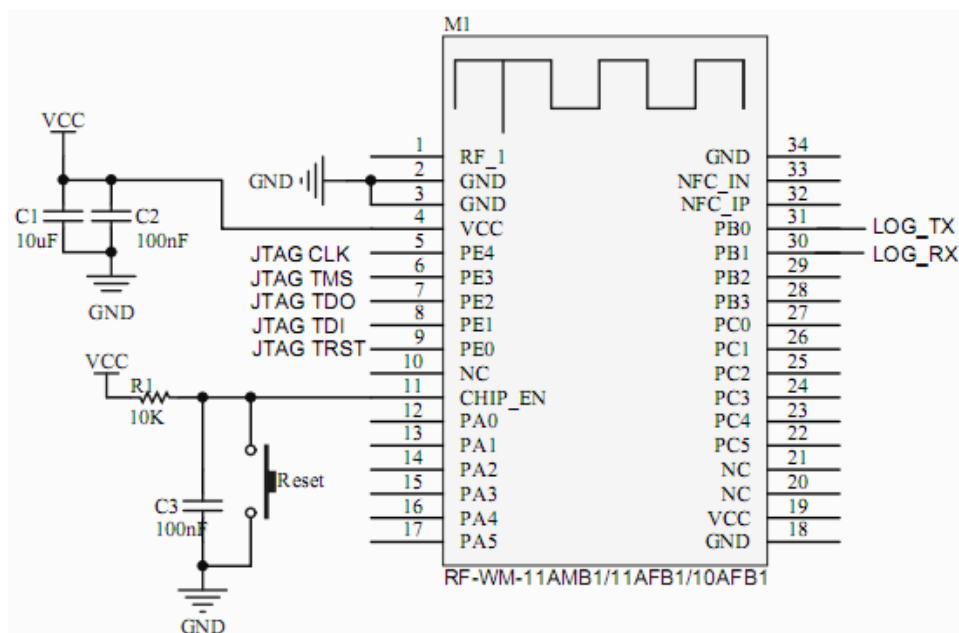 M1
VCC
C1
10uF
C2
100nF
GND
GND
JTAG CLK
JTAG TMS
JTAG TDO
JTAG TDI
JTAG TRST
VCC
R1
10K
C3
100nF
Reset
GND
1 RF_1
2 GND
3 GND
4 VCC
5 PE4
6 PE3
7 PE2
8 PE1
9 PE0
10 NC
11 CHIP_EN
12 PA0
13 PA1
14 PA2
15 PA3
16 PA4
17 PA5
GND 34
NFC_IN 33
NFC_IP 32
PB0 31 LOG_TX
PB1 30 LOG_RX
PB2 29
PB3 28
PC0 27
PC1 26
PC2 25
PC3 24
PC4 23
PC5 22
NC 21
NC 20
VCC 19
GND 18
RF-WM-11AMB1/11AFB1/10AFB1